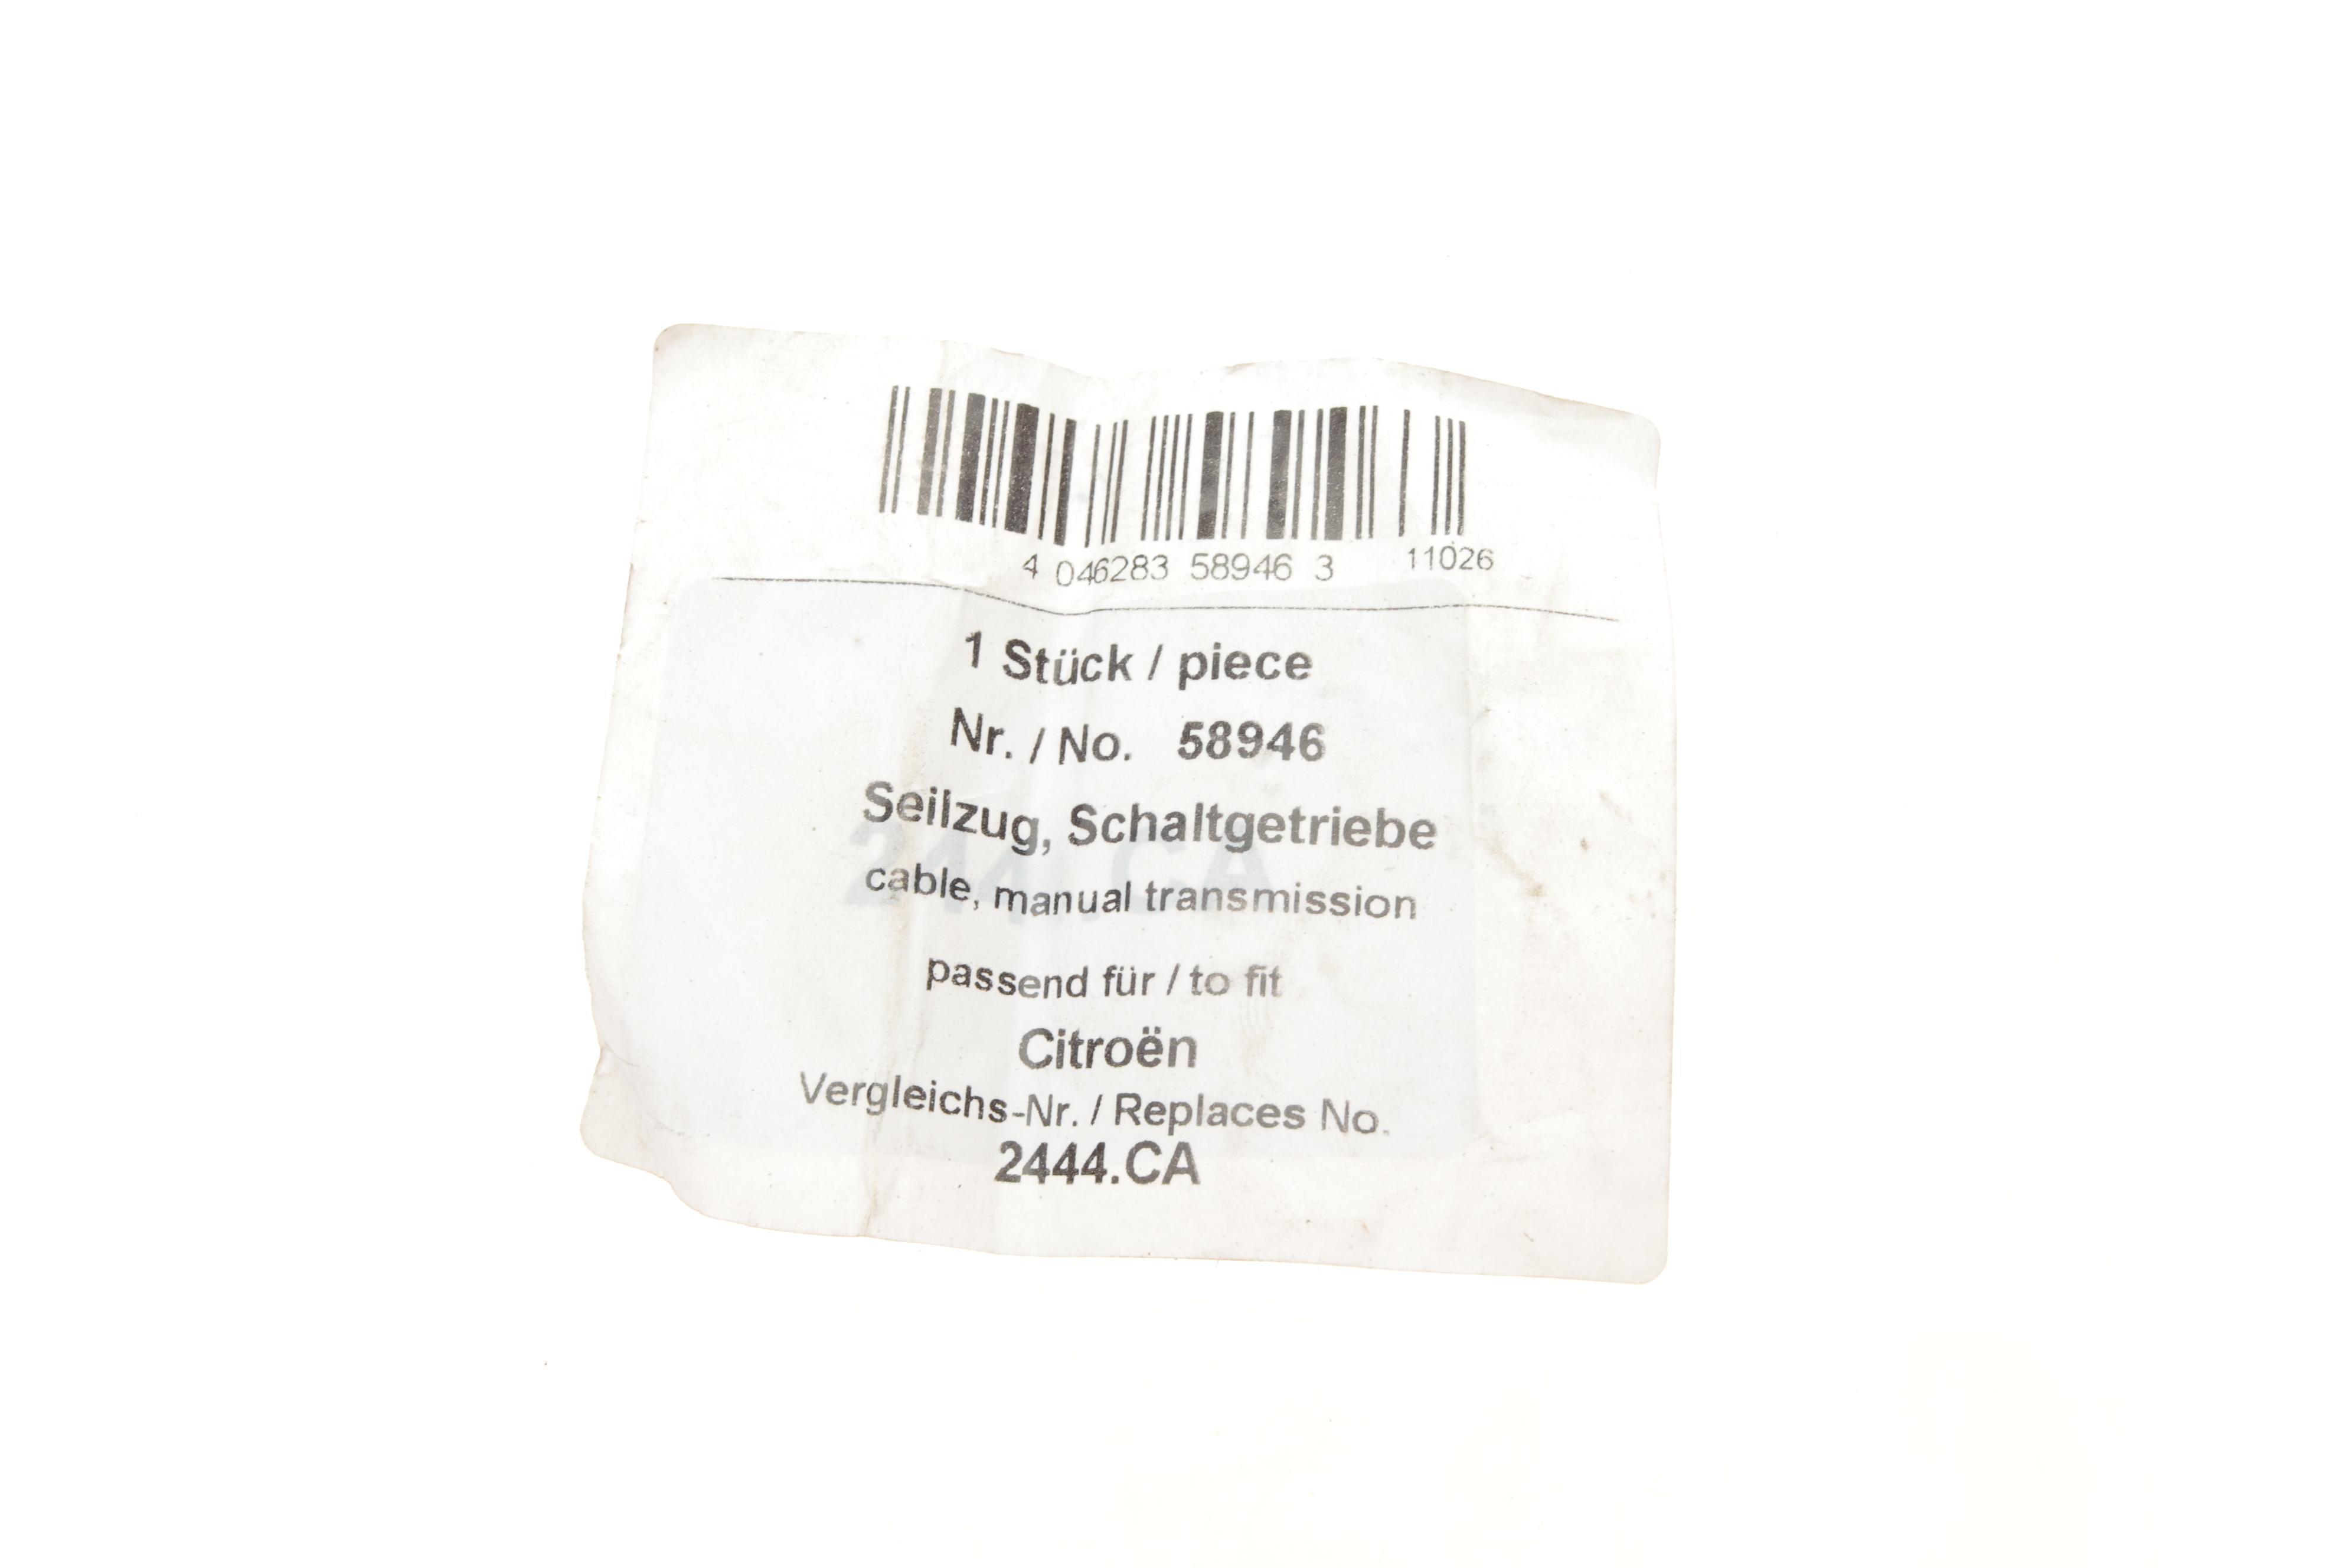 4 046283 58946 3 11026
1 Stück / piece
Nr. / No. 58946
Seilzug, Schaltgetriebe
cable, manual transmission
passend für / to fit
Citroën
Vergleichs-Nr. / Replaces No.
2444.CA